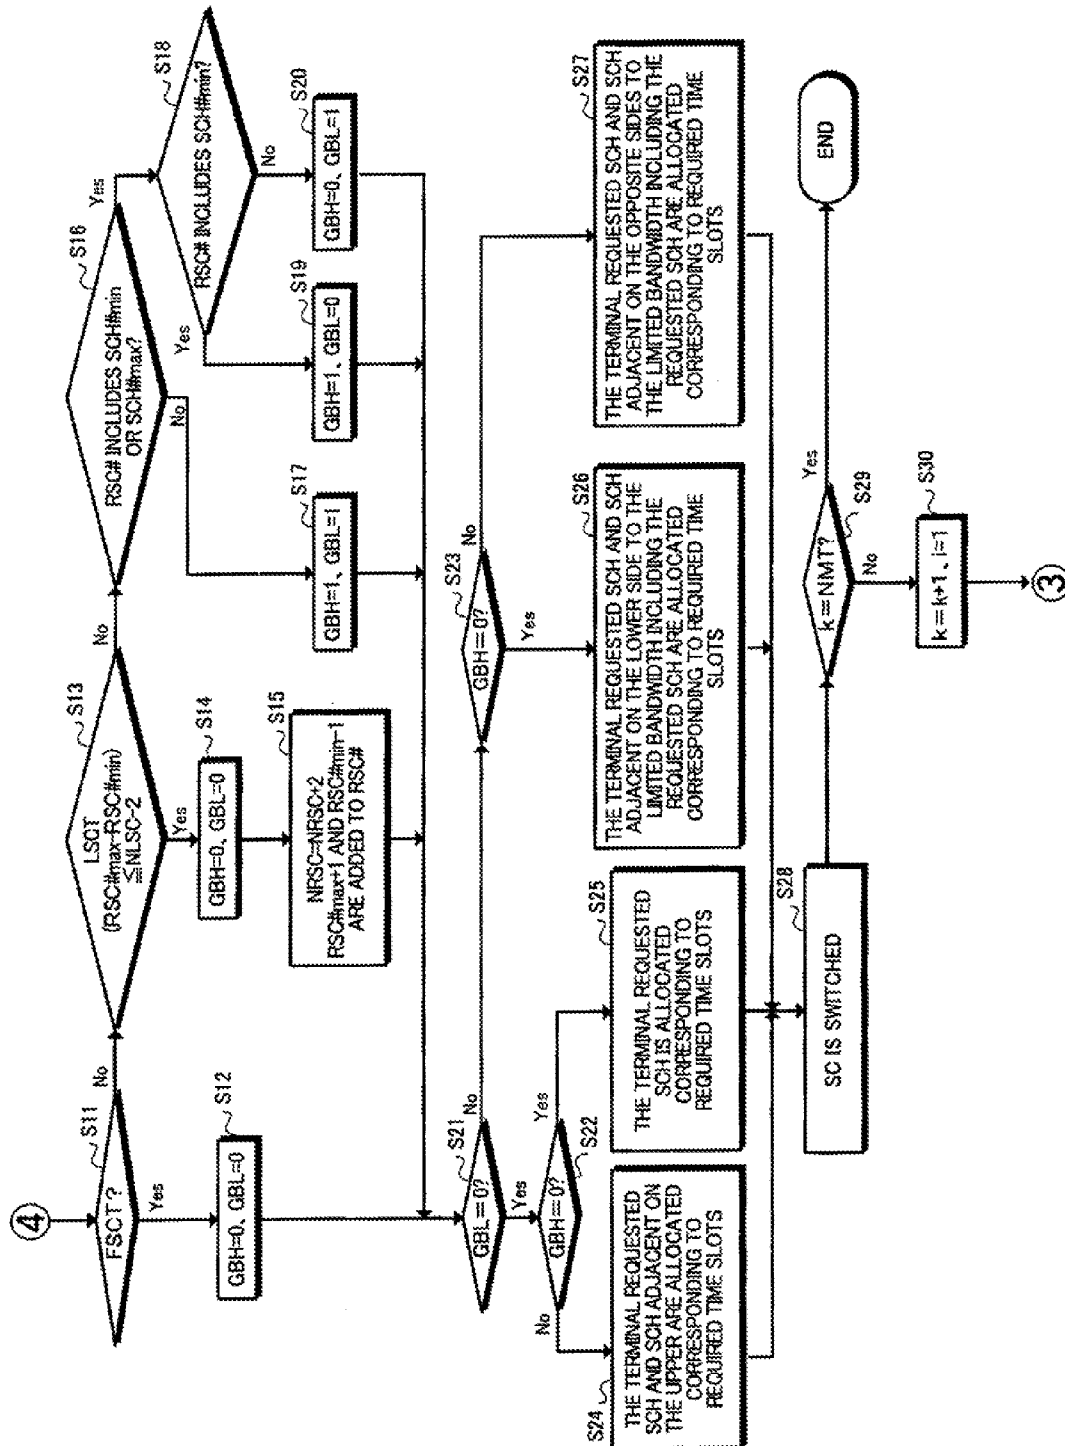 ④
S11
FSCT?
No
Yes
S12
GBH=0, GBL=0
S13
LSCT
(RSC#max-RSC#min)
≦NLSC-2
No
Yes
S14
GBH=0, GBL=0
S15
NRSC=NRSC+2
RSC#max+1 AND RSC#min-1
ARE ADDED TO RSC#
S16
RSC# INCLUDES SCH#min
OR SCH#max?
Yes
No
S17
GBH=1, GBL=1
S18
RSC# INCLUDES SCH#min?
Yes
No
S19
GBH=1, GBL=0
S20
GBH=0, GBL=1
S21
GBL=0?
No
Yes
S22
GBH=0?
No
Yes
S23
GBH=0?
No
Yes
S24
THE TERMINAL REQUESTED
SCH AND SCH ADJACENT ON
THE UPPER ARE ALLOCATED
CORRESPONDING TO
REQUIRED TIME SLOTS
S25
THE TERMINAL REQUESTED
SCH IS ALLOCATED
CORRESPONDING TO
REQUIRED TIME SLOTS
S26
THE TERMINAL REQUESTED SCH AND SCH
ADJACENT ON THE LOWER SIDE TO THE
LIMITED BANDWIDTH INCLUDING THE
REQUESTED SCH ARE ALLOCATED
CORRESPONDING TO REQUIRED TIME
SLOTS
S27
THE TERMINAL REQUESTED SCH AND SCH
ADJACENT ON THE OPPOSITE SIDES TO
THE LIMITED BANDWIDTH INCLUDING THE
REQUESTED SCH ARE ALLOCATED
CORRESPONDING TO REQUIRED TIME
SLOTS
S28
SC IS SWITCHED
S29
k=NMT?
Yes
No
S30
k=k+1, i=1
③
END